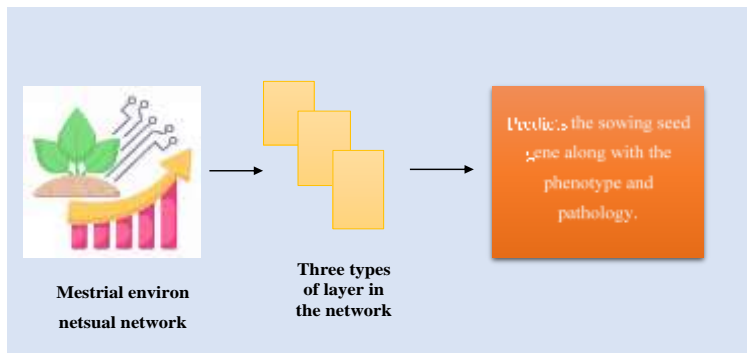 Mestrial environ
netsual network
Three types
of layer in
the network
Predicts the sowing seed
gene along with the
phenotype and
pathology.